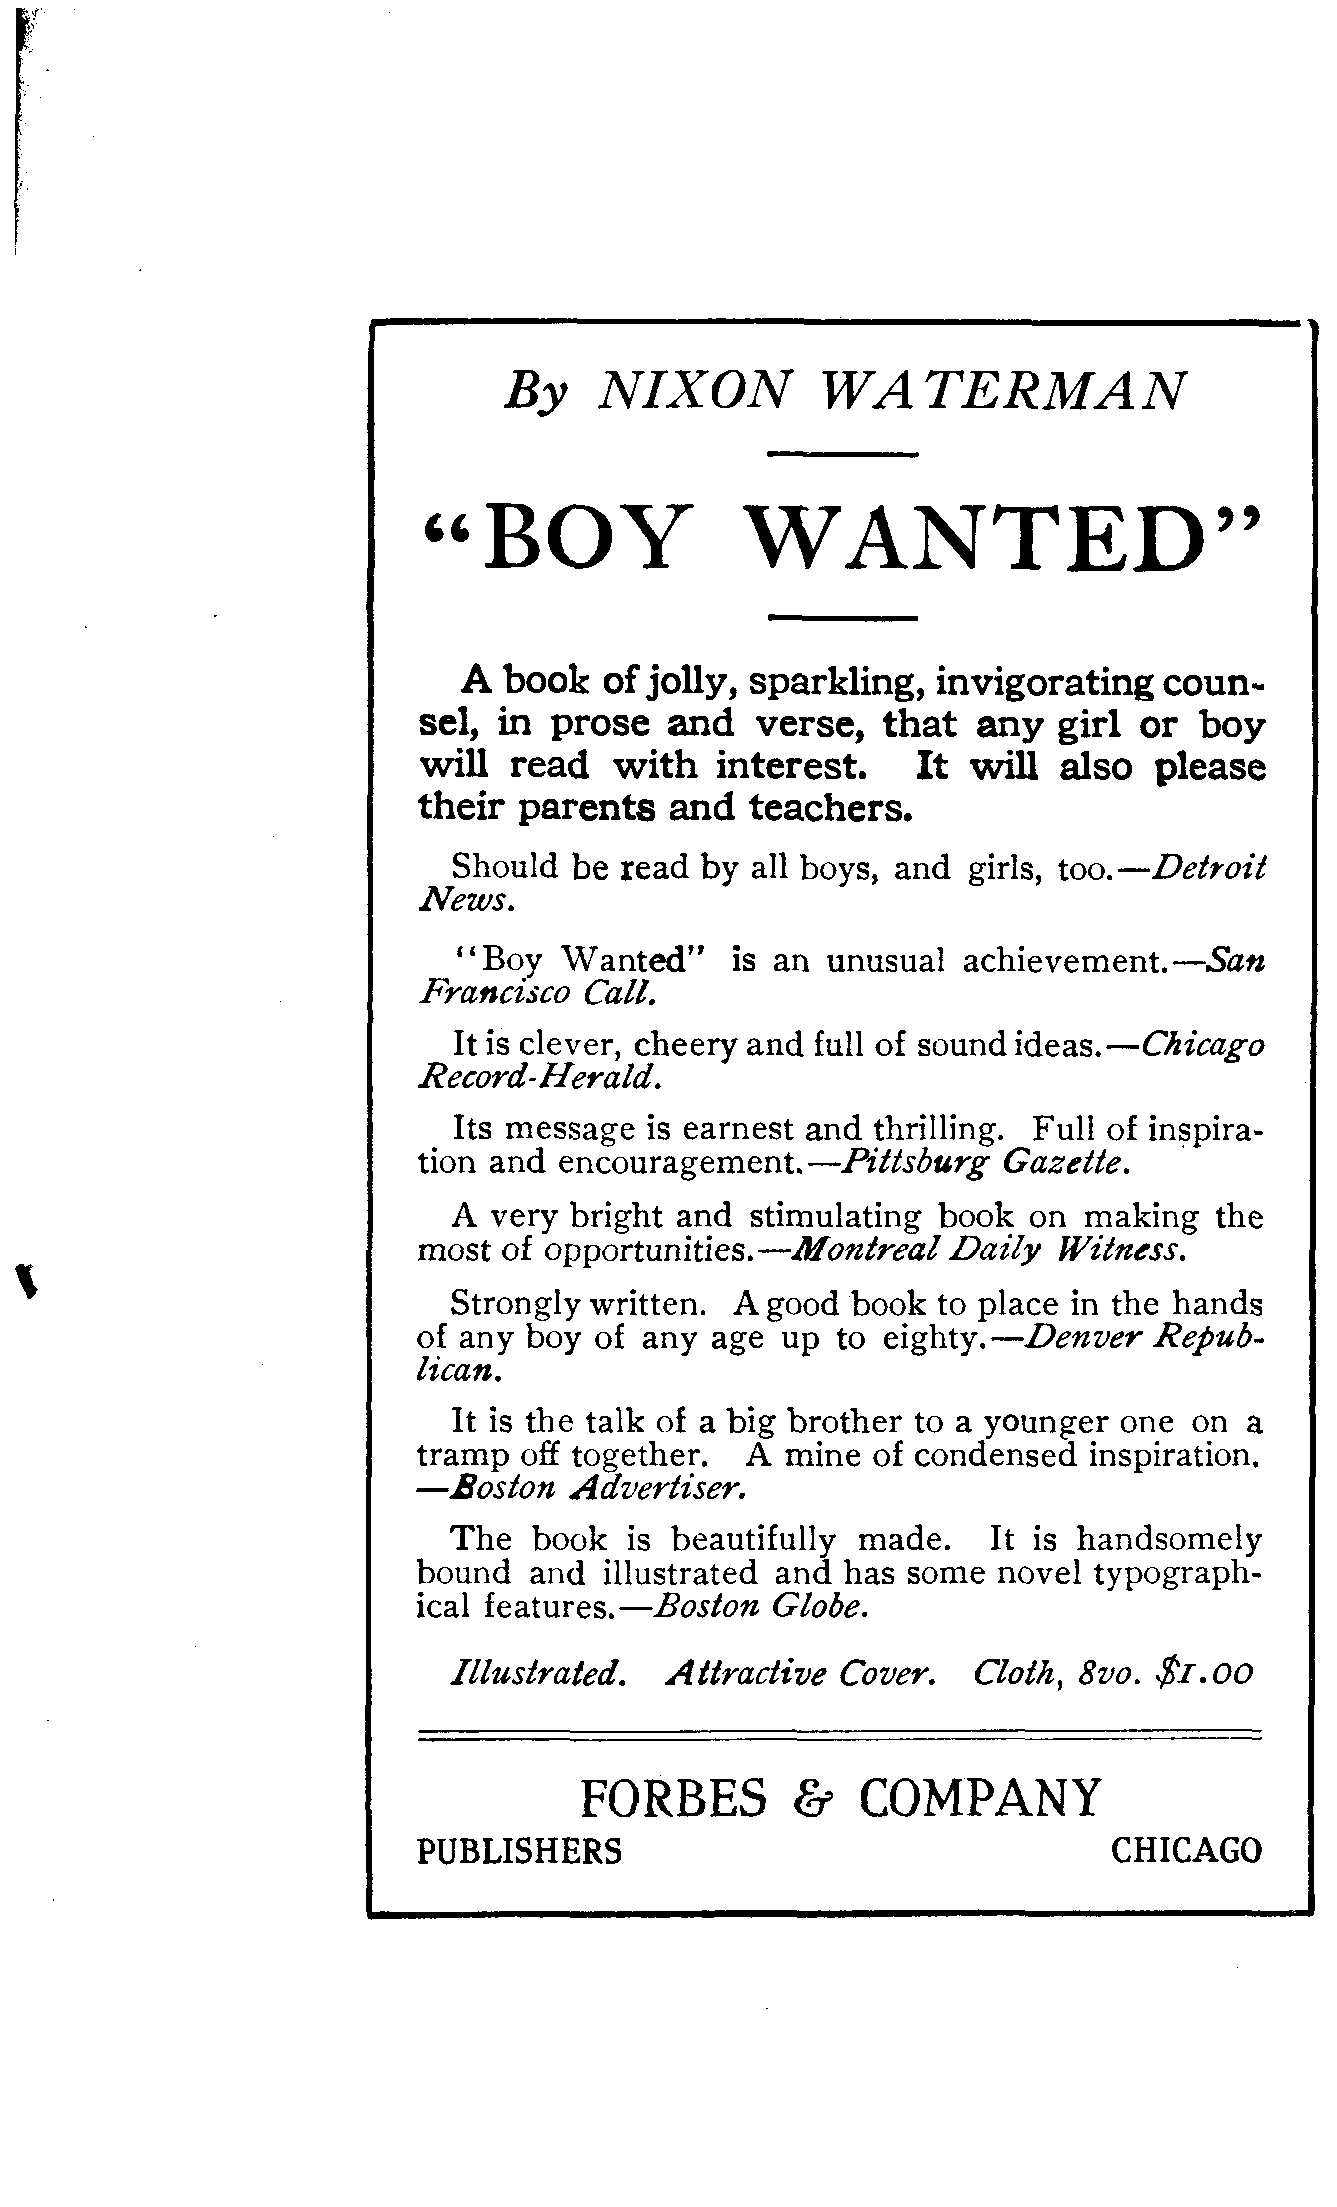 By NIXON WATERMAN
“BOY WANTED”
A book of jolly, sparkling, invigorating coun-
sel, in prose and verse, that any girl or boy
will read with interest. It will also please
their parents and teachers.
Should be read by all boys, and girls, too.—Detroit
News.
“Boy Wanted” is an unusual achievement.—San
Francisco Call.
It is clever, cheery and full of sound ideas.—Chicago
Record-Herald.
Its message is earnest and thrilling. Full of inspira-
tion and encouragement.—Pittsburg Gazette.
A very bright and stimulating book on making the
most of opportunities.—Montreal Daily Witness.
Strongly written. A good book to place in the hands
of any boy of any age up to eighty.—Denver Repub-
lican.
It is the talk of a big brother to a younger one on a
tramp off together. A mine of condensed inspiration.
—Boston Advertiser.
The book is beautifully made. It is handsomely
bound and illustrated and has some novel typograph-
ical features.—Boston Globe.
Illustrated. Attractive Cover. Cloth, 8vo. $1.00
FORBES & COMPANY
PUBLISHERS CHICAGO